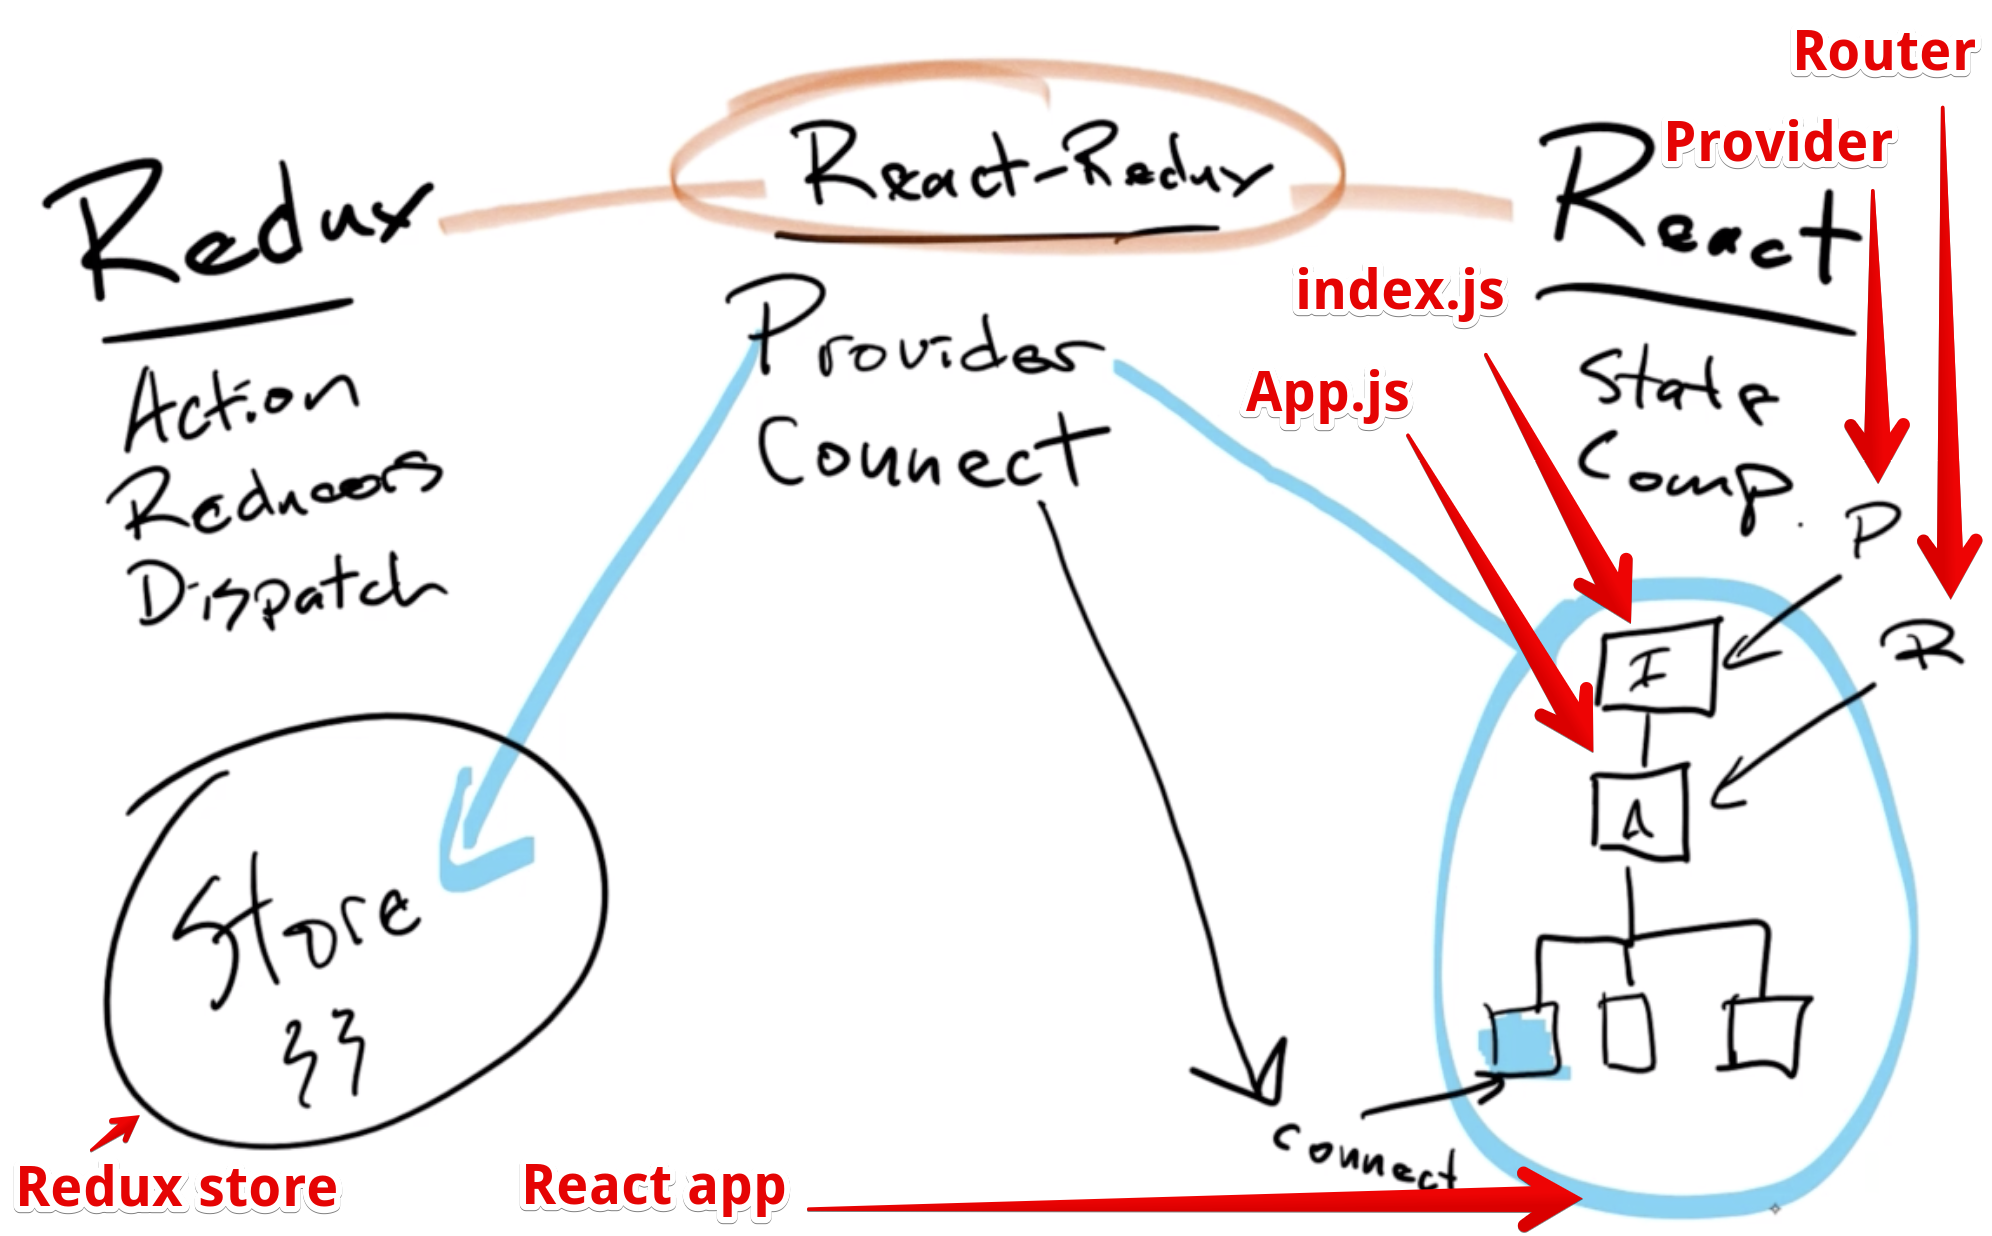 Router
Provider
Redux
React-Redux
React
index.js
App.js
Provider
Connect
Action
Reducers
Dispatch
State
Comp.
P
R
I
A
Store
connect
Redux store
React app